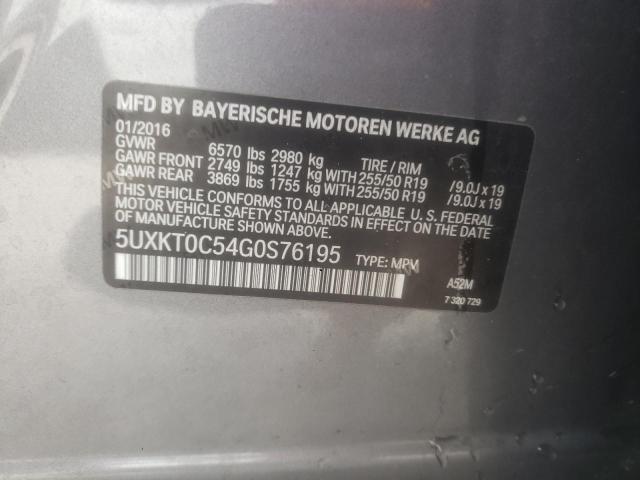 MFD BY BAYERISCHE MOTOREN WERKE AG
01/2016
GVWR 6570 lbs 2980 kg TIRE / RIM
GAWR FRONT 2749 lbs 1247 kg WITH 255/50 R19 / 9.0J x 19
GAWR REAR 3869 lbs 1755 kg WITH 255/50 R19 / 9.0J x 19
THIS VEHICLE CONFORMS TO ALL APPLICABLE U. S. FEDERAL
MOTOR VEHICLE SAFETY STANDARDS IN EFFECT ON THE DATE
OF MANUFACTURE SHOWN ABOVE.
5UXKT0C54G0S76195 TYPE: MPV
A52M
7 320 729